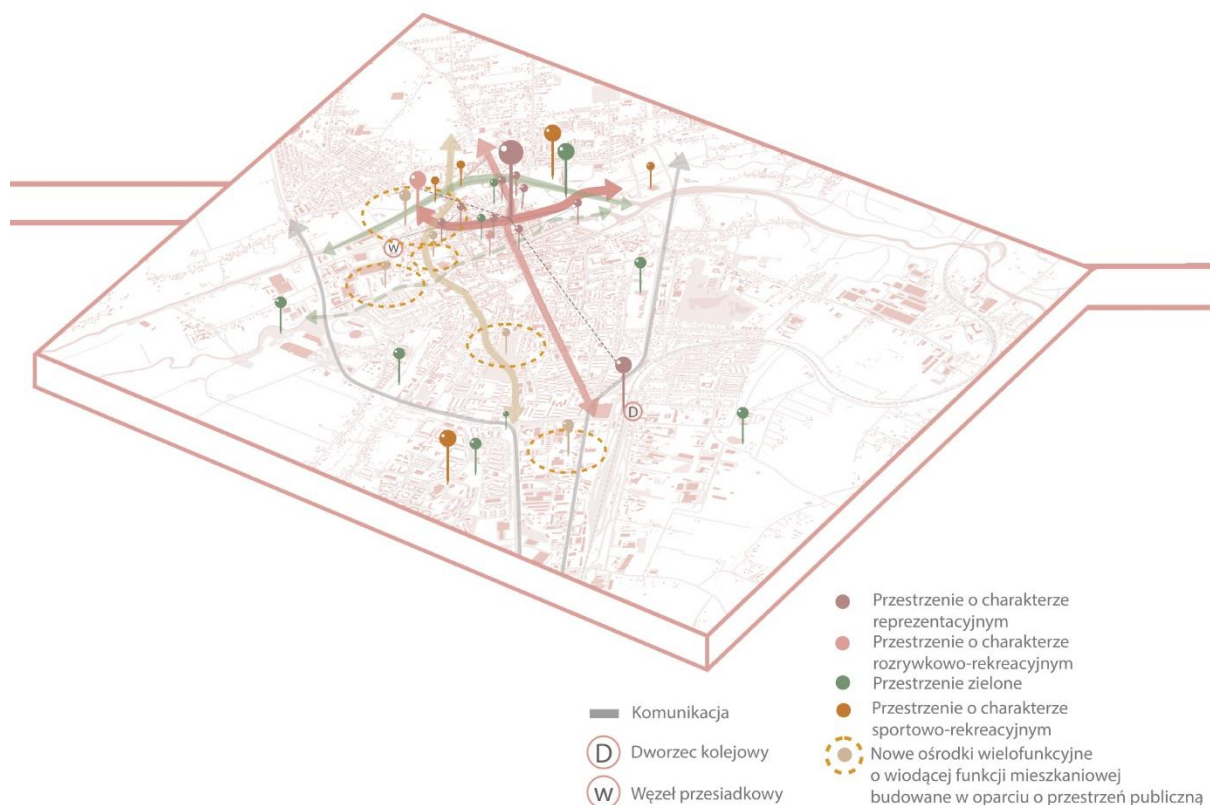 W
D
Przestrzenie o charakterze
reprezentacyjnym
Przestrzenie o charakterze
rozrywkowo-rekreacyjnym
Przestrzenie zielone
Przestrzenie o charakterze
sportowo-rekreacyjnym
Nowe ośrodki wielofunkcyjne
o wiodącej funkcji mieszkaniowej
budowane w oparciu o przestrzeń publiczną
Komunikacja
D Dworzec kolejowy
W Węzeł przesiadkowy